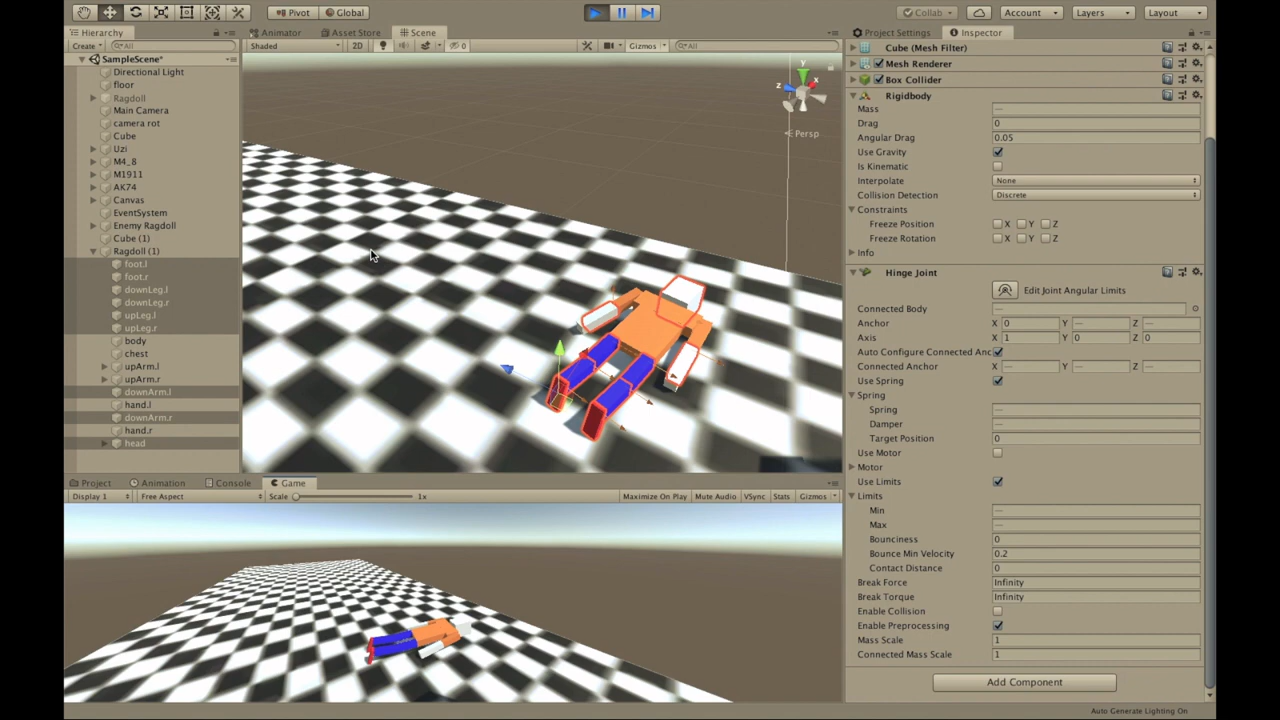 Pivot Global Collab Account Layers Layout
Hierarchy Animator Asset Store Scene Project Settings Inspector
Create All Shaded 2D 0 Gizmos All
SampleScene*
Directional Light
floor
Ragdoll
Main Camera
camera rot
Cube
Uzi
M4_8
M1911
AK74
Canvas
EventSystem
Enemy Ragdoll
Cube (1)
Ragdoll (1)
foot.l
foot.r
downLeg.l
downLeg.r
upLeg.l
upLeg.r
body
chest
upArm.l
upArm.r
downArm.l
hand.l
downArm.r
hand.r
head
y
x
z
Persp
Project Animation Console Game
Display 1 Free Aspect Scale 1x Maximize On Play Mute Audio VSync Stats Gizmos
Cube (Mesh Filter)
Mesh Renderer
Box Collider
Rigidbody
Mass —
Drag 0
Angular Drag 0.05
Use Gravity
Is Kinematic
Interpolate None
Collision Detection Discrete
Constraints
Freeze Position X Y Z
Freeze Rotation X Y Z
Info
Hinge Joint
Edit Joint Angular Limits
Connected Body —
Anchor X 0 Y — Z —
Axis X 1 Y 0 Z 0
Auto Configure Connected Anc
Connected Anchor X — Y — Z —
Use Spring
Spring
Spring —
Damper —
Target Position 0
Use Motor
Motor
Use Limits
Limits
Min —
Max —
Bounciness 0
Bounce Min Velocity 0.2
Contact Distance 0
Break Force Infinity
Break Torque Infinity
Enable Collision
Enable Preprocessing
Mass Scale 1
Connected Mass Scale 1
Add Component
Auto Generate Lighting On